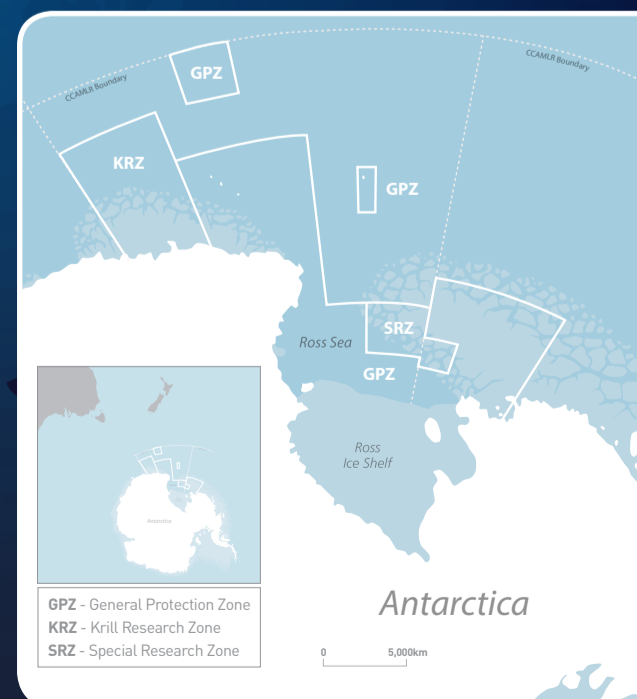 CCAMLR Boundary
CCAMLR Boundary
GPZ
KRZ
GPZ
SRZ
Ross Sea
GPZ
Ross
Ice Shelf
Antarctica
Antarctica
GPZ - General Protection Zone
KRZ - Krill Research Zone
SRZ - Special Research Zone
0 5,000km